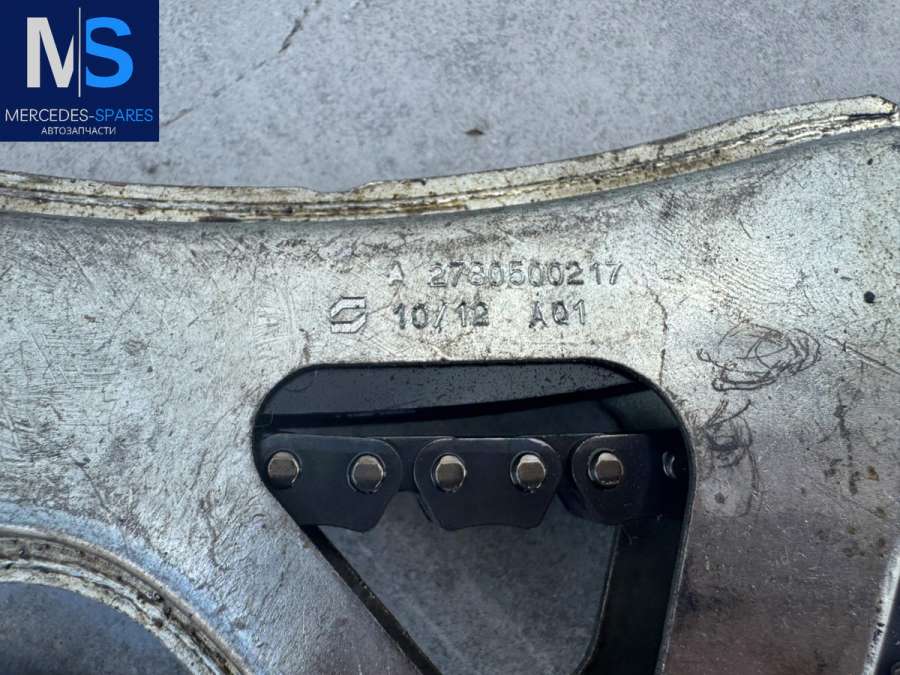 MS
MERCEDES-SPARES
АВТОЗАПЧАСТИ
A 2780500217
10/12 A01